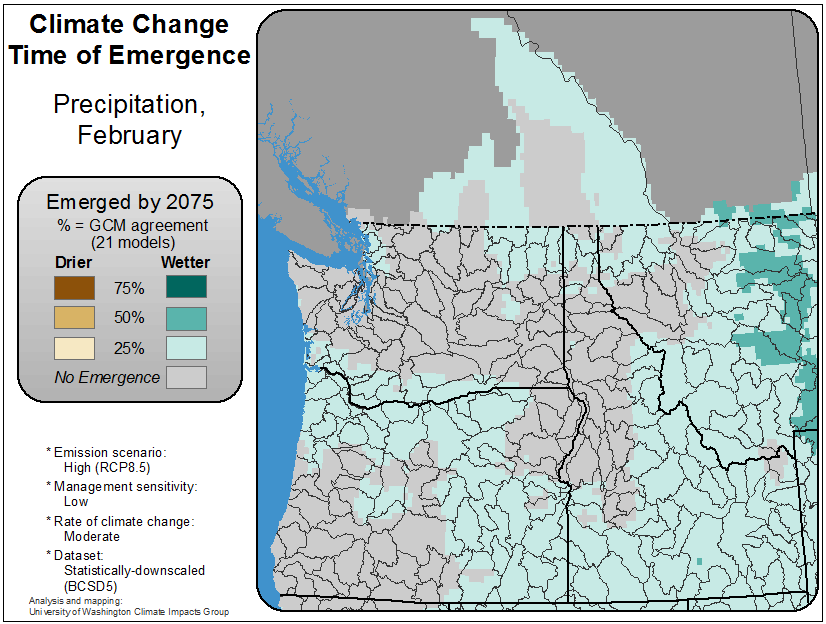 Climate Change
Time of Emergence
Precipitation,
February
Emerged by 2075
% = GCM agreement
(21 models)
Drier Wetter
75%
50%
25%
No Emergence
* Emission scenario:
High (RCP8.5)
* Management sensitivity:
Low
* Rate of climate change:
Moderate
* Dataset:
Statistically-downscaled
(BCSD5)
Analysis and mapping:
University of Washington Climate Impacts Group